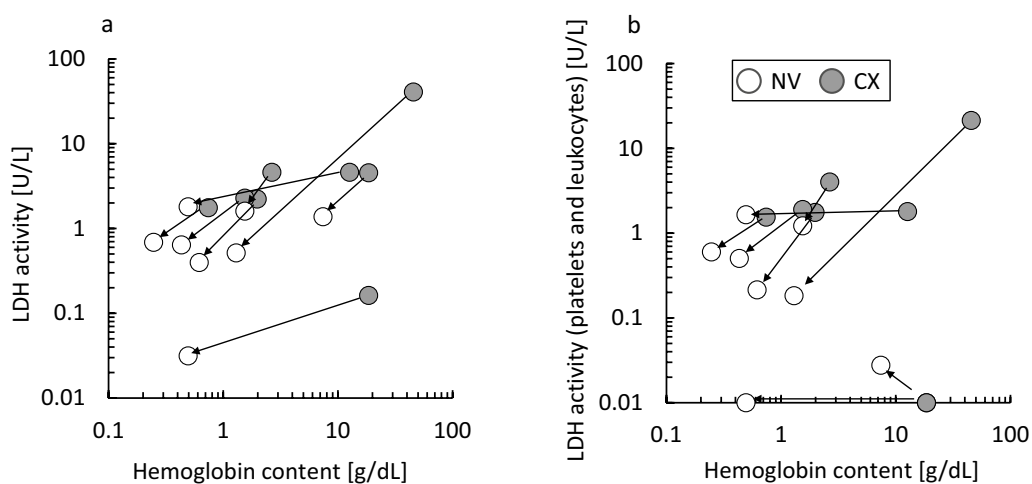 a
LDH activity [U/L]
100
10
1
0.1
0.01
0.1
1
10
100
Hemoglobin content [g/dL]
b
LDH activity (platelets and leukocytes) [U/L]
NV
CX
100
10
1
0.1
0.01
0.1
1
10
100
Hemoglobin content [g/dL]